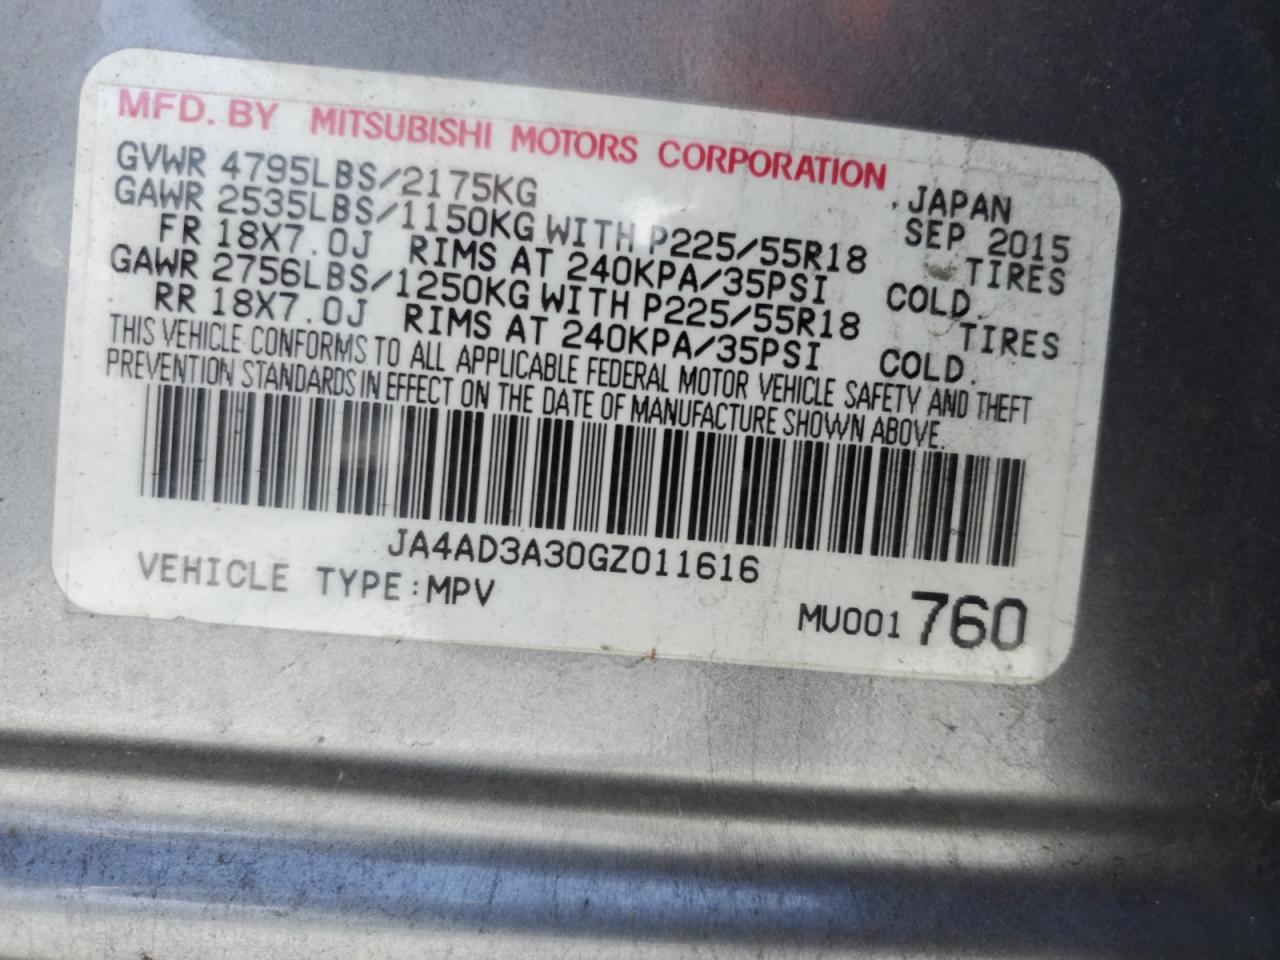 MFD. BY MITSUBISHI MOTORS CORPORATION
GVWR 4795LBS/2175KG JAPAN
GAWR 2535LBS/1150KG WITH P225/55R18 SEP 2015
FR 18X7.0J RIMS AT 240KPA/35PSI TIRES COLD.
GAWR 2756LBS/1250KG WITH P225/55R18 TIRES
RR 18X7.0J RIMS AT 240KPA/35PSI COLD.
THIS VEHICLE CONFORMS TO ALL APPLICABLE FEDERAL MOTOR VEHICLE SAFETY AND THEFT
PREVENTION STANDARDS IN EFFECT ON THE DATE OF MANUFACTURE SHOWN ABOVE.
JA4AD3A30GZ011616
VEHICLE TYPE:MPV
MU001 760